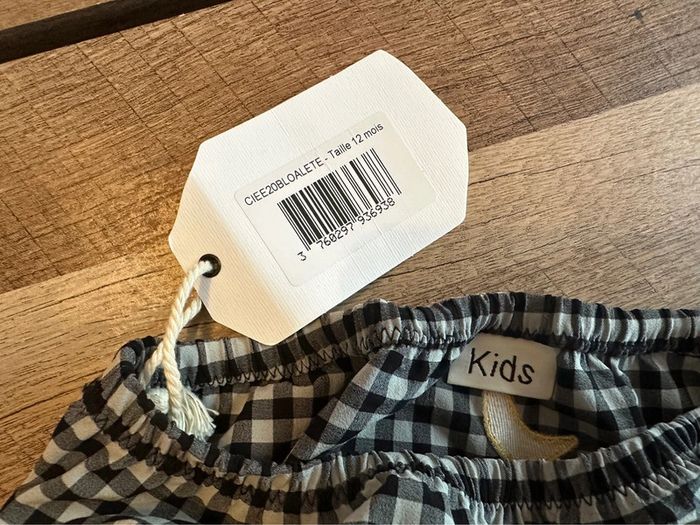 CIEE20BLOALETE - Taille 12 mois
3 760297 936938
Kids